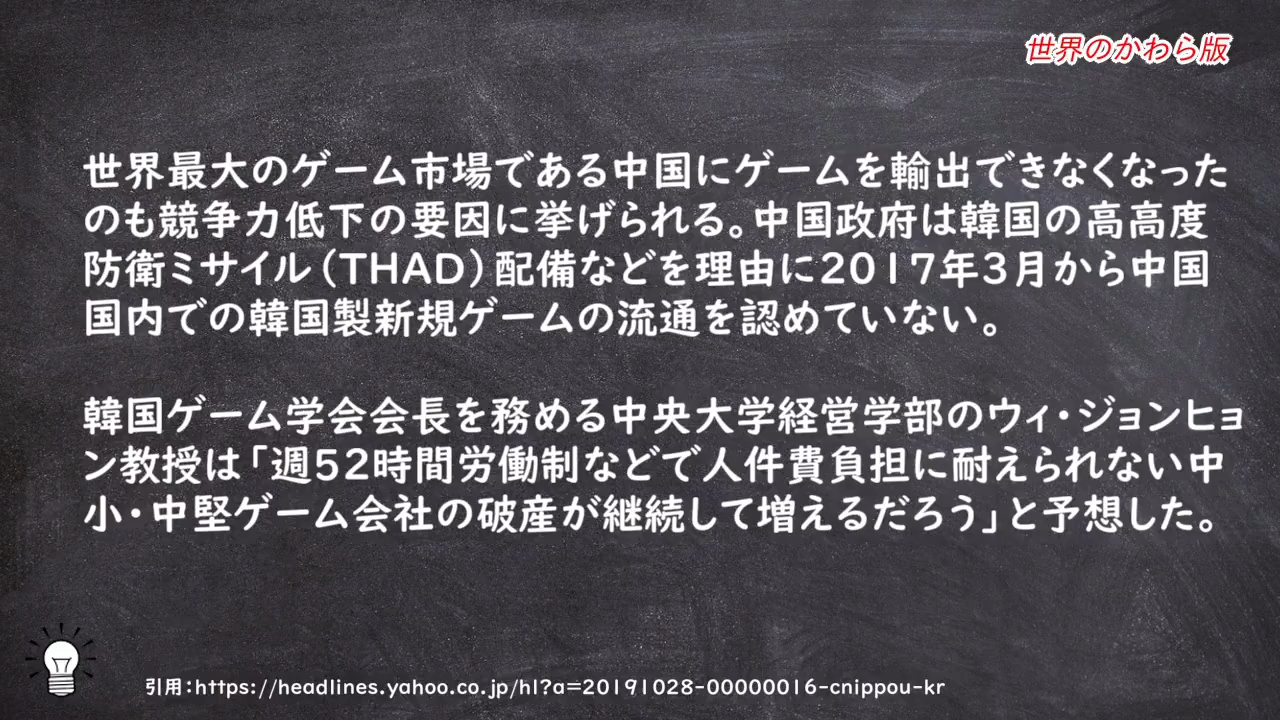 世界のかわら版
世界最大のゲーム市場である中国にゲームを輸出できなくなった
のも競争力低下の要因に挙げられる。中国政府は韓国の高高度
防衛ミサイル（THAD）配備などを理由に2017年3月から中国
国内での韓国製新規ゲームの流通を認めていない。
韓国ゲーム学会会長を務める中央大学経営学部のウィ・ジョンヒョ
ン教授は「週52時間労働制などで人件費負担に耐えられない中
小・中堅ゲーム会社の破産が継続して増えるだろう」と予想した。
引用：https://headlines.yahoo.co.jp/hl?a=20191028-00000016-cnippou-kr